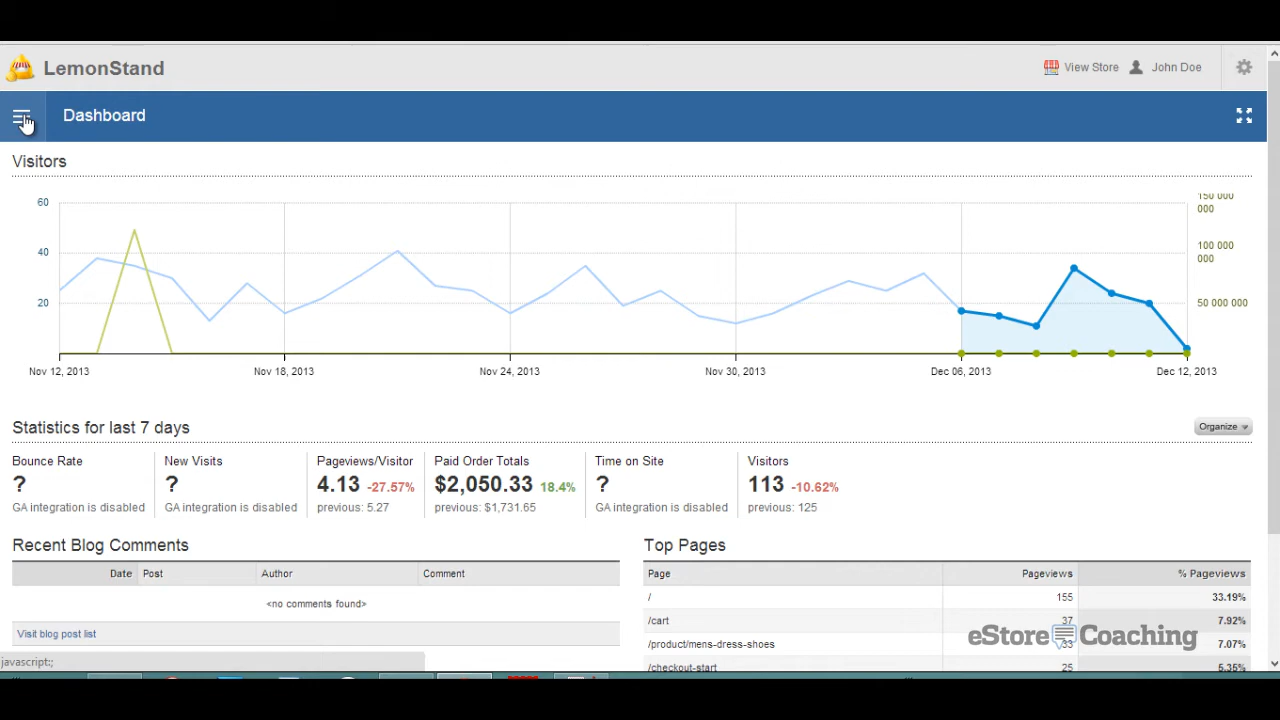 LemonStand
View Store
John Doe
Dashboard
Visitors
60
40
20
150 000 000
100 000 000
50 000 000
Nov 12, 2013
Nov 18, 2013
Nov 24, 2013
Nov 30, 2013
Dec 06, 2013
Dec 12, 2013
Statistics for last 7 days
Organize
Bounce Rate
?
GA integration is disabled
New Visits
?
GA integration is disabled
Pageviews/Visitor
4.13 -27.57%
previous: 5.27
Paid Order Totals
$2,050.33 18.4%
previous: $1,731.65
Time on Site
?
GA integration is disabled
Visitors
113 -10.62%
previous: 125
Recent Blog Comments
Date Post Author Comment
<no comments found>
Visit blog post list
Top Pages
Page Pageviews % Pageviews
/ 155 33.19%
/cart 37 7.92%
/product/mens-dress-shoes 33 7.07%
/checkout-start 25 5.35%
eStore Coaching
javascript:;